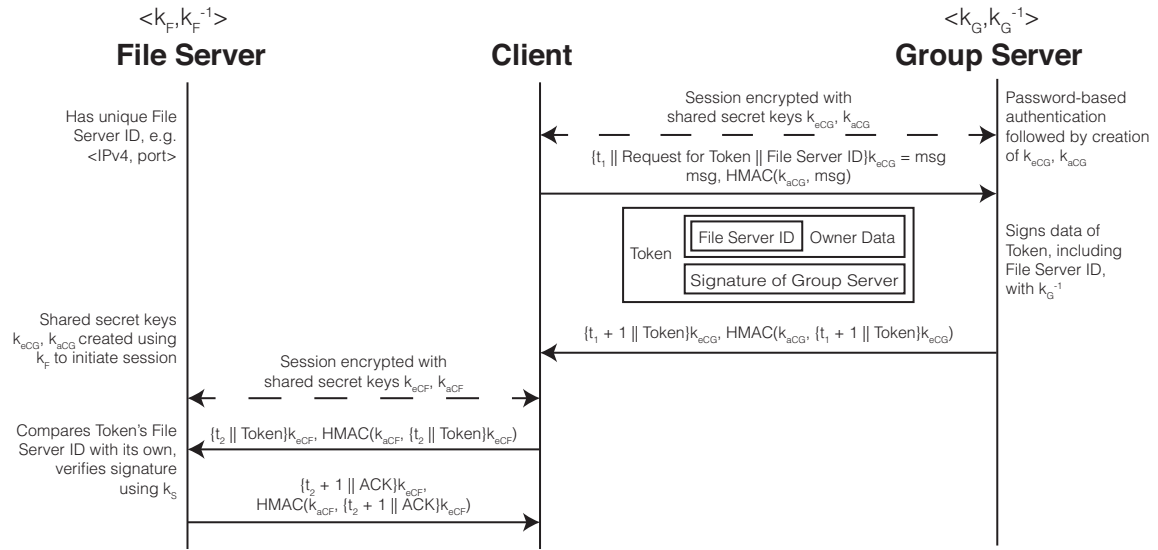 <k_F,k_F^-1>
<k_G,k_G^-1>
File Server
Client
Group Server
Has unique File
Server ID, e.g.
<IPv4, port>
Session encrypted with
shared secret keys k_eCG, k_aCG
Password-based
authentication
followed by creation
of k_eCG, k_aCG
{t_1 || Request for Token || File Server ID}k_eCG = msg
msg, HMAC(k_aCG, msg)
Token
File Server ID
Owner Data
Signature of Group Server
Signs data of
Token, including
File Server ID,
with k_G^-1
Shared secret keys
k_eCG, k_aCG created using
k_F to initiate session
{t_1 + 1 || Token}k_eCG, HMAC(k_aCG, {t_1 + 1 || Token}k_eCG)
Session encrypted with
shared secret keys k_eCF, k_aCF
Compares Token's File
Server ID with its own,
verifies signature
using k_S
{t_2 || Token}k_eCF, HMAC(k_aCF, {t_2 || Token}k_eCF)
{t_2 + 1 || ACK}k_eCF,
HMAC(k_aCF, {t_2 + 1 || ACK}k_eCF)